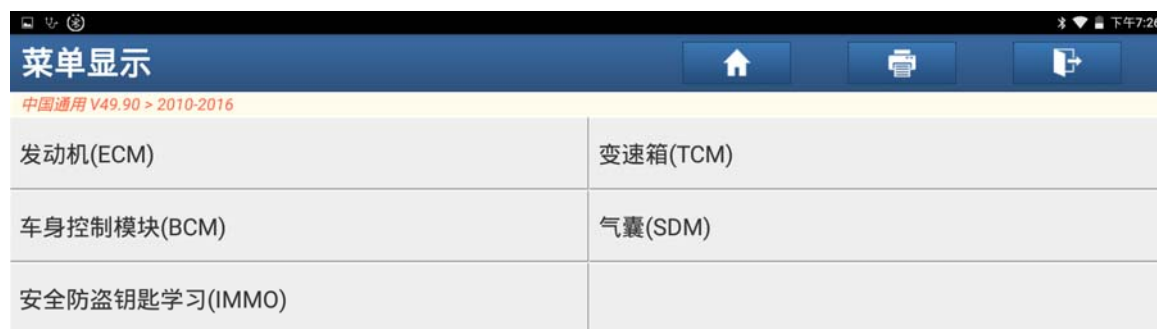 下午7:26
菜单显示
中国通用 V49.90 > 2010-2016
发动机(ECM)
变速箱(TCM)
车身控制模块(BCM)
气囊(SDM)
安全防盗钥匙学习(IMMO)